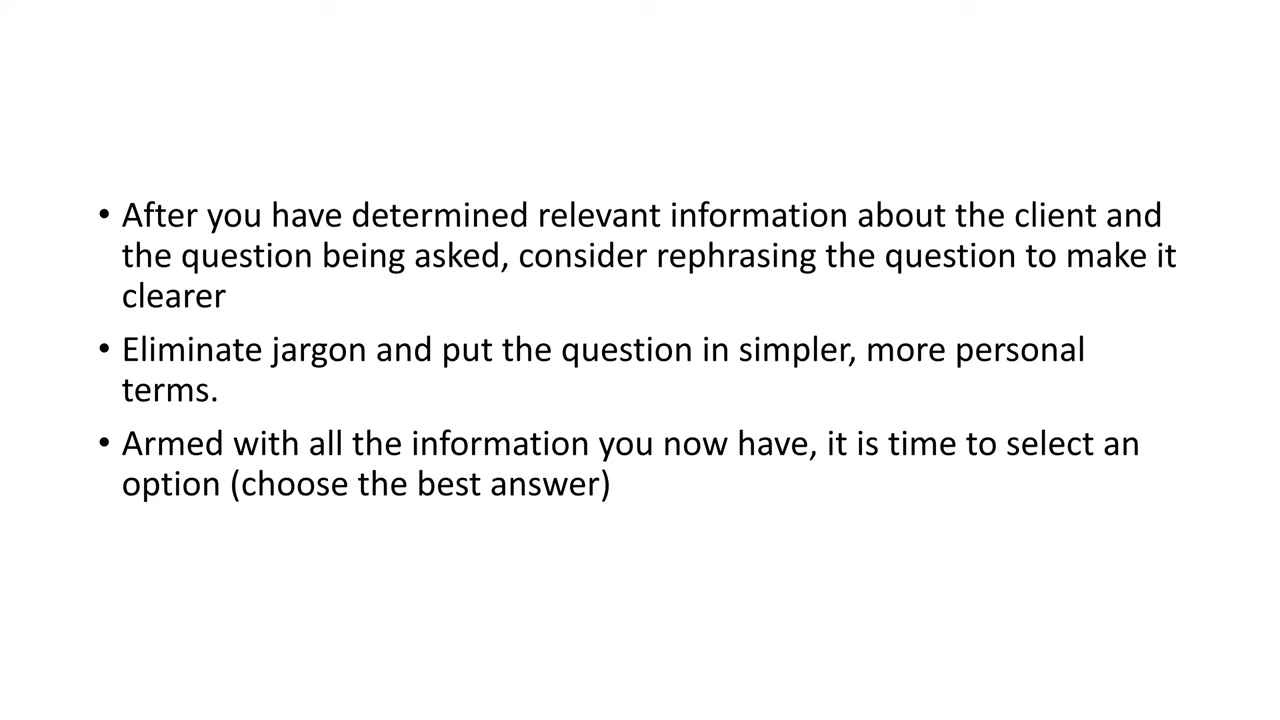 • After you have determined relevant information about the client and
the question being asked, consider rephrasing the question to make it
clearer
• Eliminate jargon and put the question in simpler, more personal
terms.
• Armed with all the information you now have, it is time to select an
option (choose the best answer)